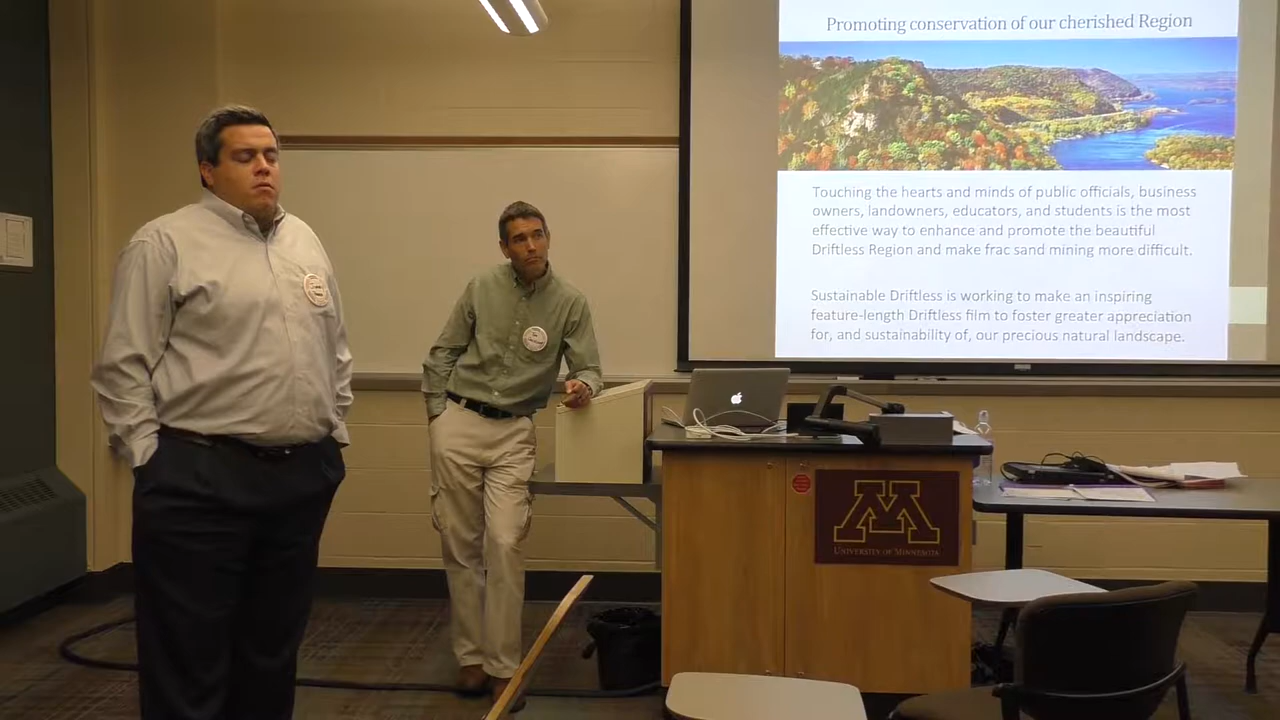 Promoting conservation of our cherished Region
Touching the hearts and minds of public officials, business
owners, landowners, educators, and students is the most
effective way to enhance and promote the beautiful
Driftless Region and make frac sand mining more difficult.
Sustainable Driftless is working to make an inspiring
feature-length Driftless film to foster greater appreciation
for, and sustainability of, our precious natural landscape.
M
UNIVERSITY OF MINNESOTA